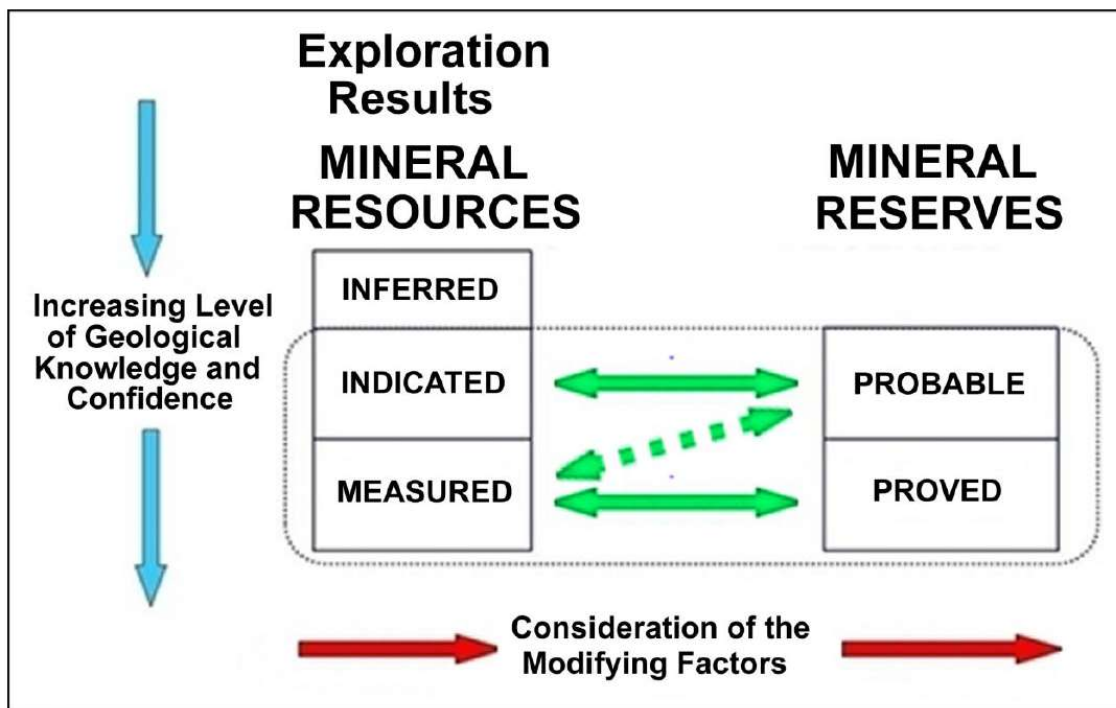 Exploration
Results
MINERAL
RESOURCES
MINERAL
RESERVES
Increasing Level
of Geological
Knowledge and
Confidence
INFERRED
INDICATED
MEASURED
PROBABLE
PROVED
Consideration of the
Modifying Factors